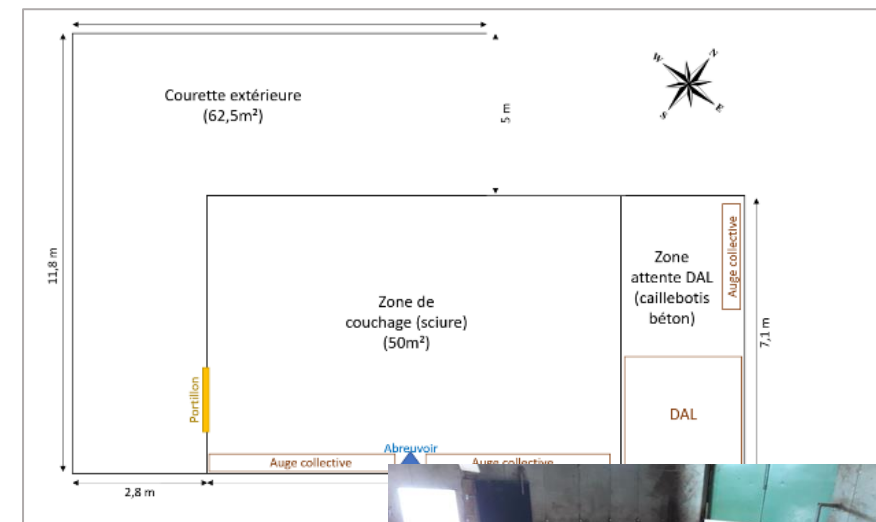 Courette extérieure
(62,5m²)
W
N
S
E
5 m
11,8 m
Zone de
couchage (sciure)
(50m²)
Zone
attente DAL
(caillebotis
béton)
Auge collective
7,1 m
Portillon
DAL
Abreuvoir
Auge collective
Auge collective
2,8 m